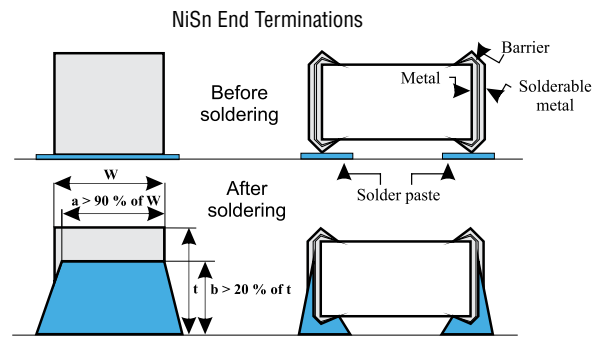 NiSn End Terminations
Barrier
Metal
Solderable
metal
Before
soldering
Solder paste
After
soldering
W
a > 90 % of W
t
b > 20 % of t